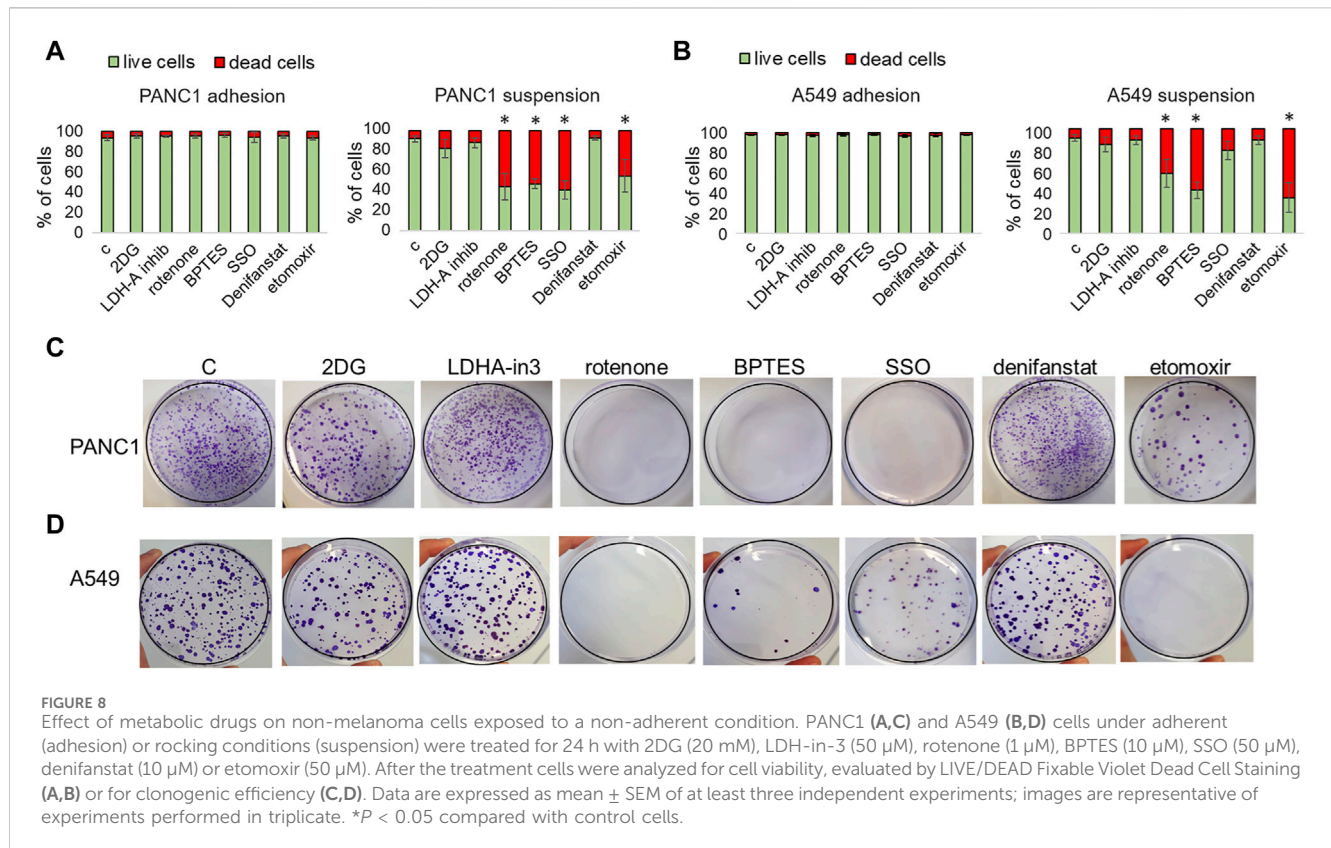 A
live cells dead cells
PANC1 adhesion
% of cells
100
80
60
40
20
0
c
2DG
LDH-A inhib
rotenone
BPTES
SSO
Denifanstat
etomoxir
PANC1 suspension
* * * *
% of cells
100
80
60
40
20
0
c
2DG
LDH-A inhib
rotenone
BPTES
SSO
Denifanstat
etomoxir
B
live cells dead cells
A549 adhesion
% of cells
100
80
60
40
20
0
c
2DG
LDH-A inhib
rotenone
BPTES
SSO
Denifanstat
etomoxir
A549 suspension
* * *
% of cells
100
80
60
40
20
0
c
2DG
LDH-A inhib
rotenone
BPTES
SSO
Denifanstat
etomoxir
C
C 2DG LDHA-in3 rotenone BPTES SSO denifanstat etomoxir
PANC1
D
A549
FIGURE 8
Effect of metabolic drugs on non-melanoma cells exposed to a non-adherent condition. PANC1 (A,C) and A549 (B,D) cells under adherent
(adhesion) or rocking conditions (suspension) were treated for 24 h with 2DG (20 mM), LDH-in-3 (50 µM), rotenone (1 µM), BPTES (10 µM), SSO (50 µM),
denifanstat (10 µM) or etomoxir (50 µM). After the treatment cells were analyzed for cell viability, evaluated by LIVE/DEAD Fixable Violet Dead Cell Staining
(A,B) or for clonogenic efficiency (C,D). Data are expressed as mean ± SEM of at least three independent experiments; images are representative of
experiments performed in triplicate. *P < 0.05 compared with control cells.